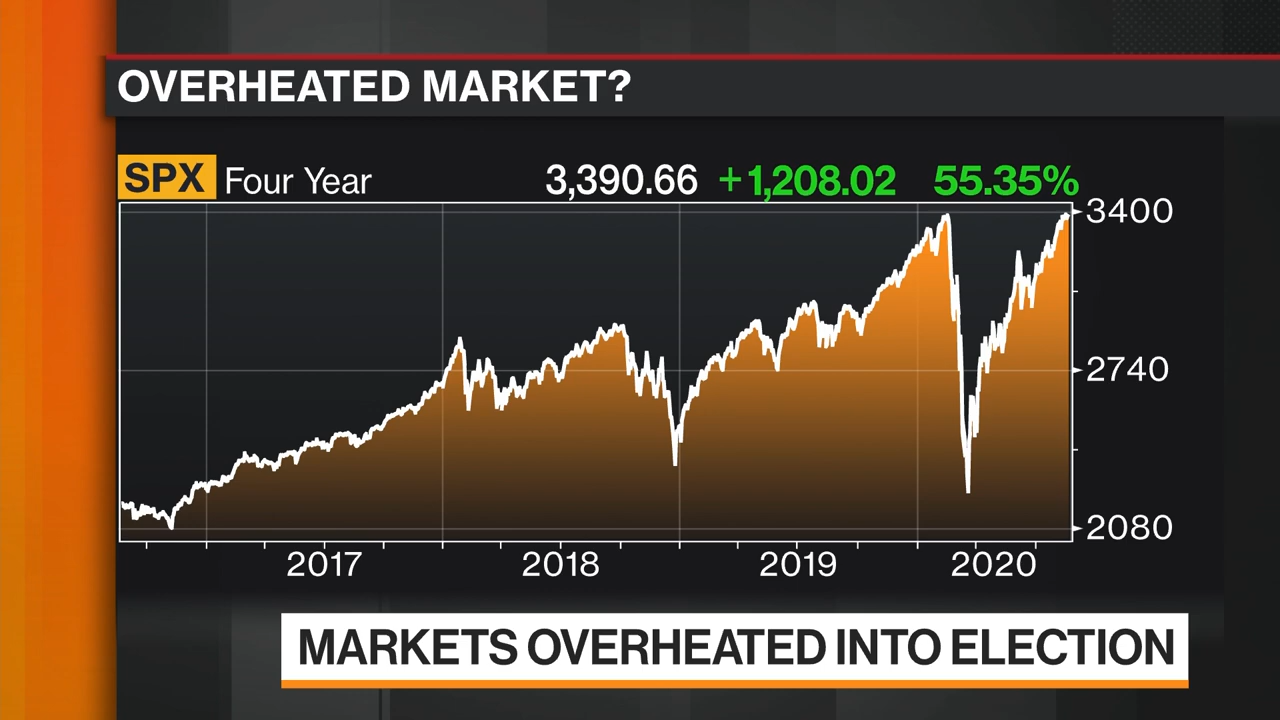 OVERHEATED MARKET?
SPX Four Year 3,390.66 +1,208.02 55.35%
3400
2740
2080
2017 2018 2019 2020
MARKETS OVERHEATED INTO ELECTION